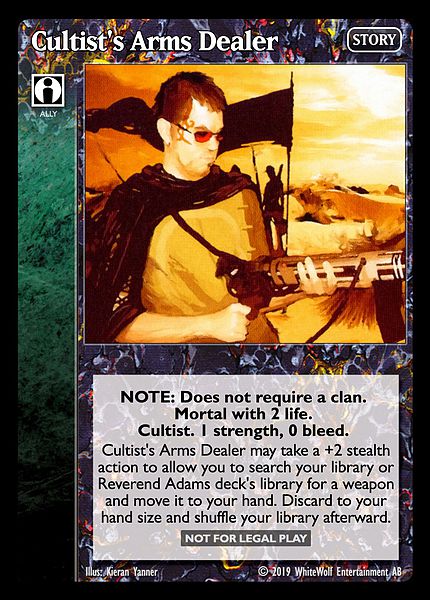 Cultist's Arms Dealer
STORY
ALLY
NOTE: Does not require a clan.
Mortal with 2 life.
Cultist. 1 strength, 0 bleed.
Cultist's Arms Dealer may take a +2 stealth
action to allow you to search your library or
Reverend Adams deck's library for a weapon
and move it to your hand. Discard to your
hand size and shuffle your library afterward.
NOT FOR LEGAL PLAY
Illus: Kieran Yanner
© 2019 WhiteWolf Entertainment AB